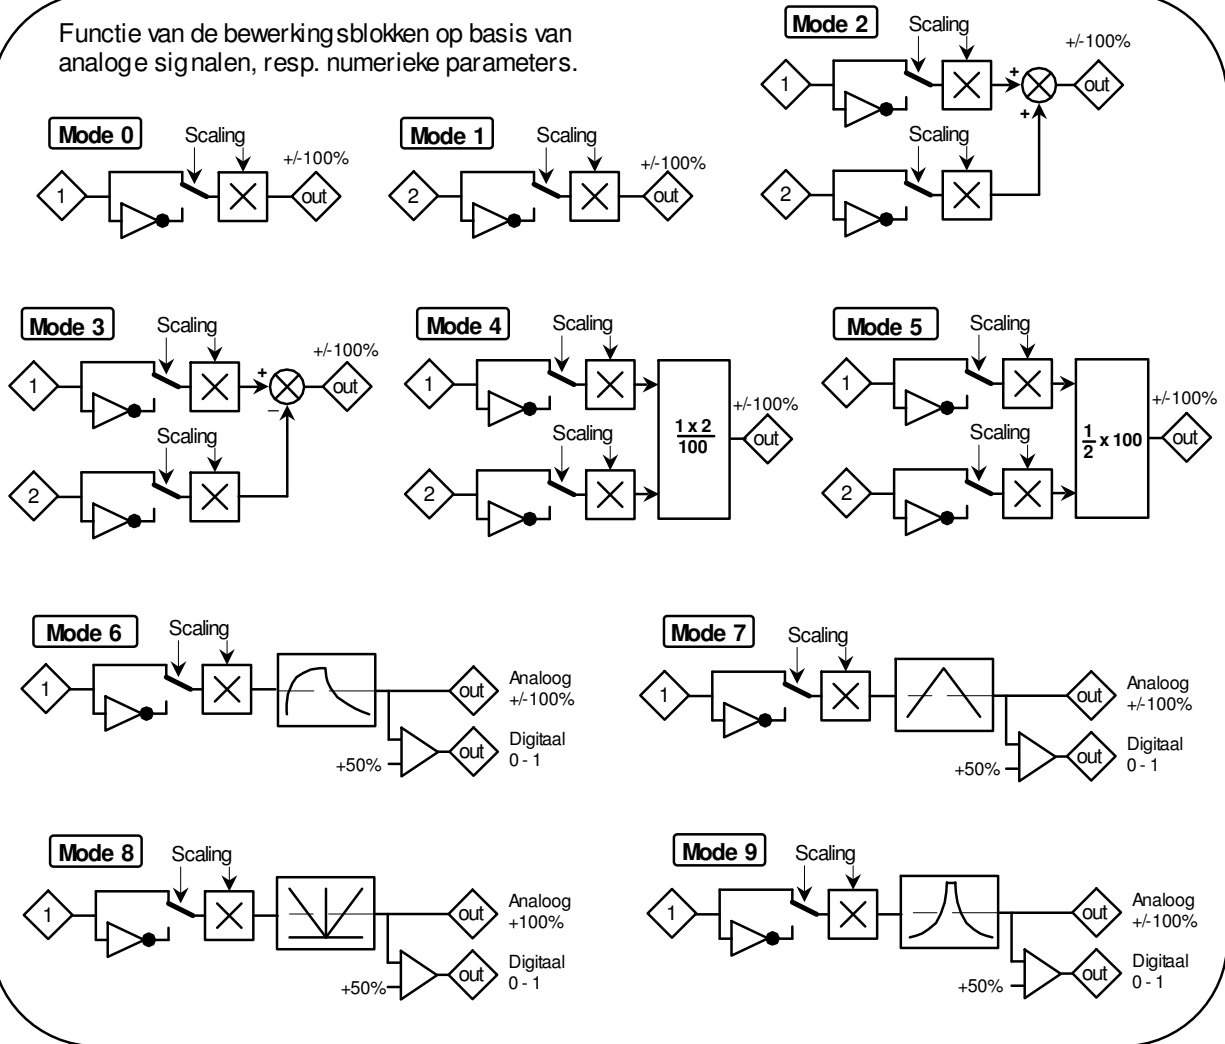 Functie van de bewerkingsblokken op basis van
analoge signalen, resp. numerieke parameters.
Mode 0
Scaling
+/-100%
1
out
Mode 1
Scaling
+/-100%
2
out
Mode 2
Scaling
+/-100%
1
+
out
+
Scaling
2
Mode 3
Scaling
+/-100%
1
+
out
–
Scaling
2
Mode 4
Scaling
1
+/-100%
1 x 2
100
out
Scaling
2
Mode 5
Scaling
1
+/-100%
1
2 x 100
out
Scaling
2
Mode 6
Scaling
1
out
Analoog
+/-100%
+50%
out
Digitaal
0 - 1
Mode 7
Scaling
1
out
Analoog
+/-100%
+50%
out
Digitaal
0 - 1
Mode 8
Scaling
1
out
Analoog
+100%
+50%
out
Digitaal
0 - 1
Mode 9
Scaling
1
out
Analoog
+/-100%
+50%
out
Digitaal
0 - 1